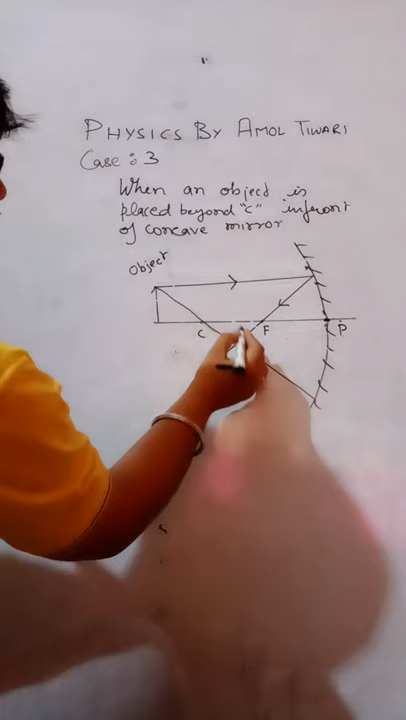 PHYSICS BY AMOL TIWARI
Case : 3
When an object is
placed beyond "C" infront
of concave mirror
Object
C F P